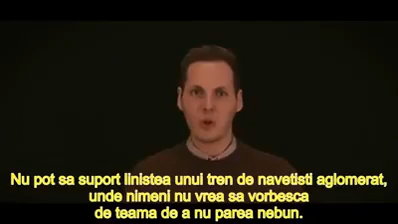 Nu pot sa suport linistea unui tren de navetisti aglomerat,
unde nimeni nu vrea sa vorbesca
de teama de a nu parea nebun.